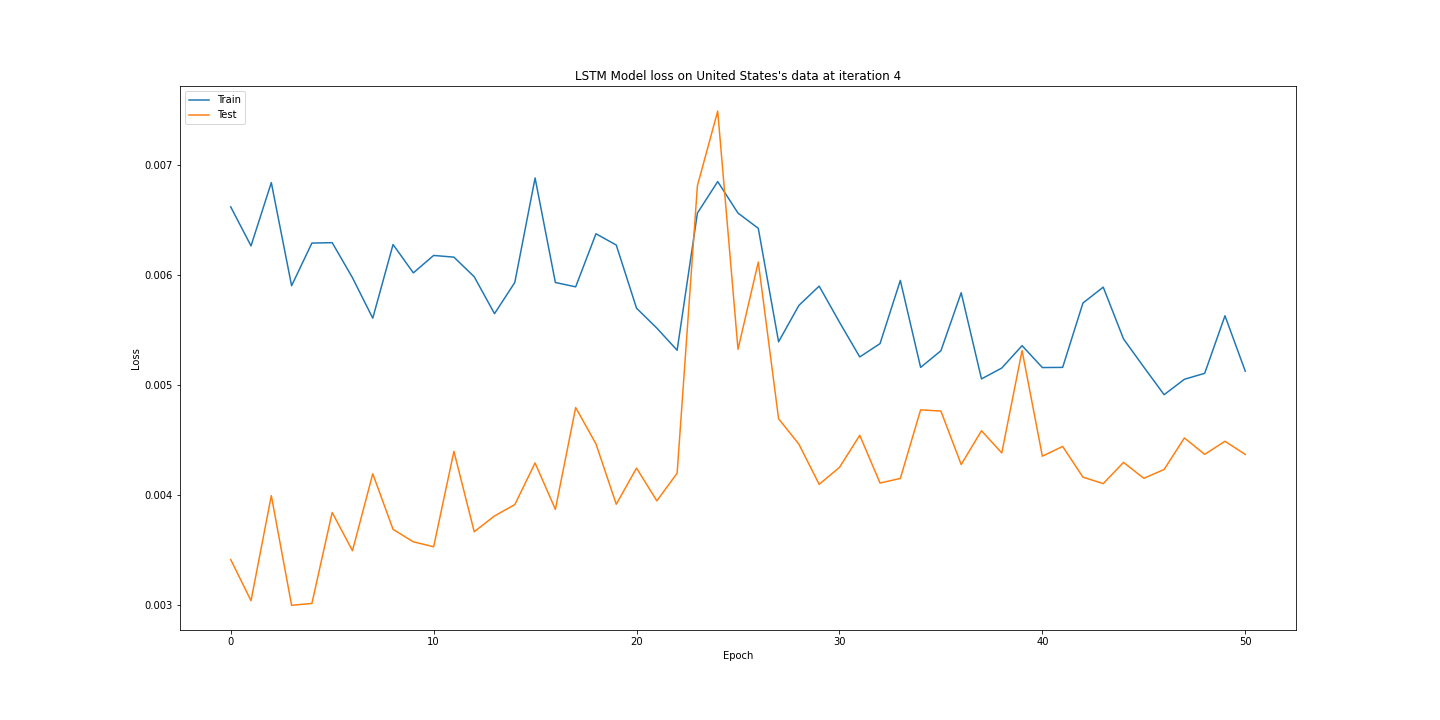 LSTM Model loss on United States's data at iteration 4
Train
Test
0.007
0.006
0.005
0.004
0.003
Loss
0 10 20 30 40 50
Epoch